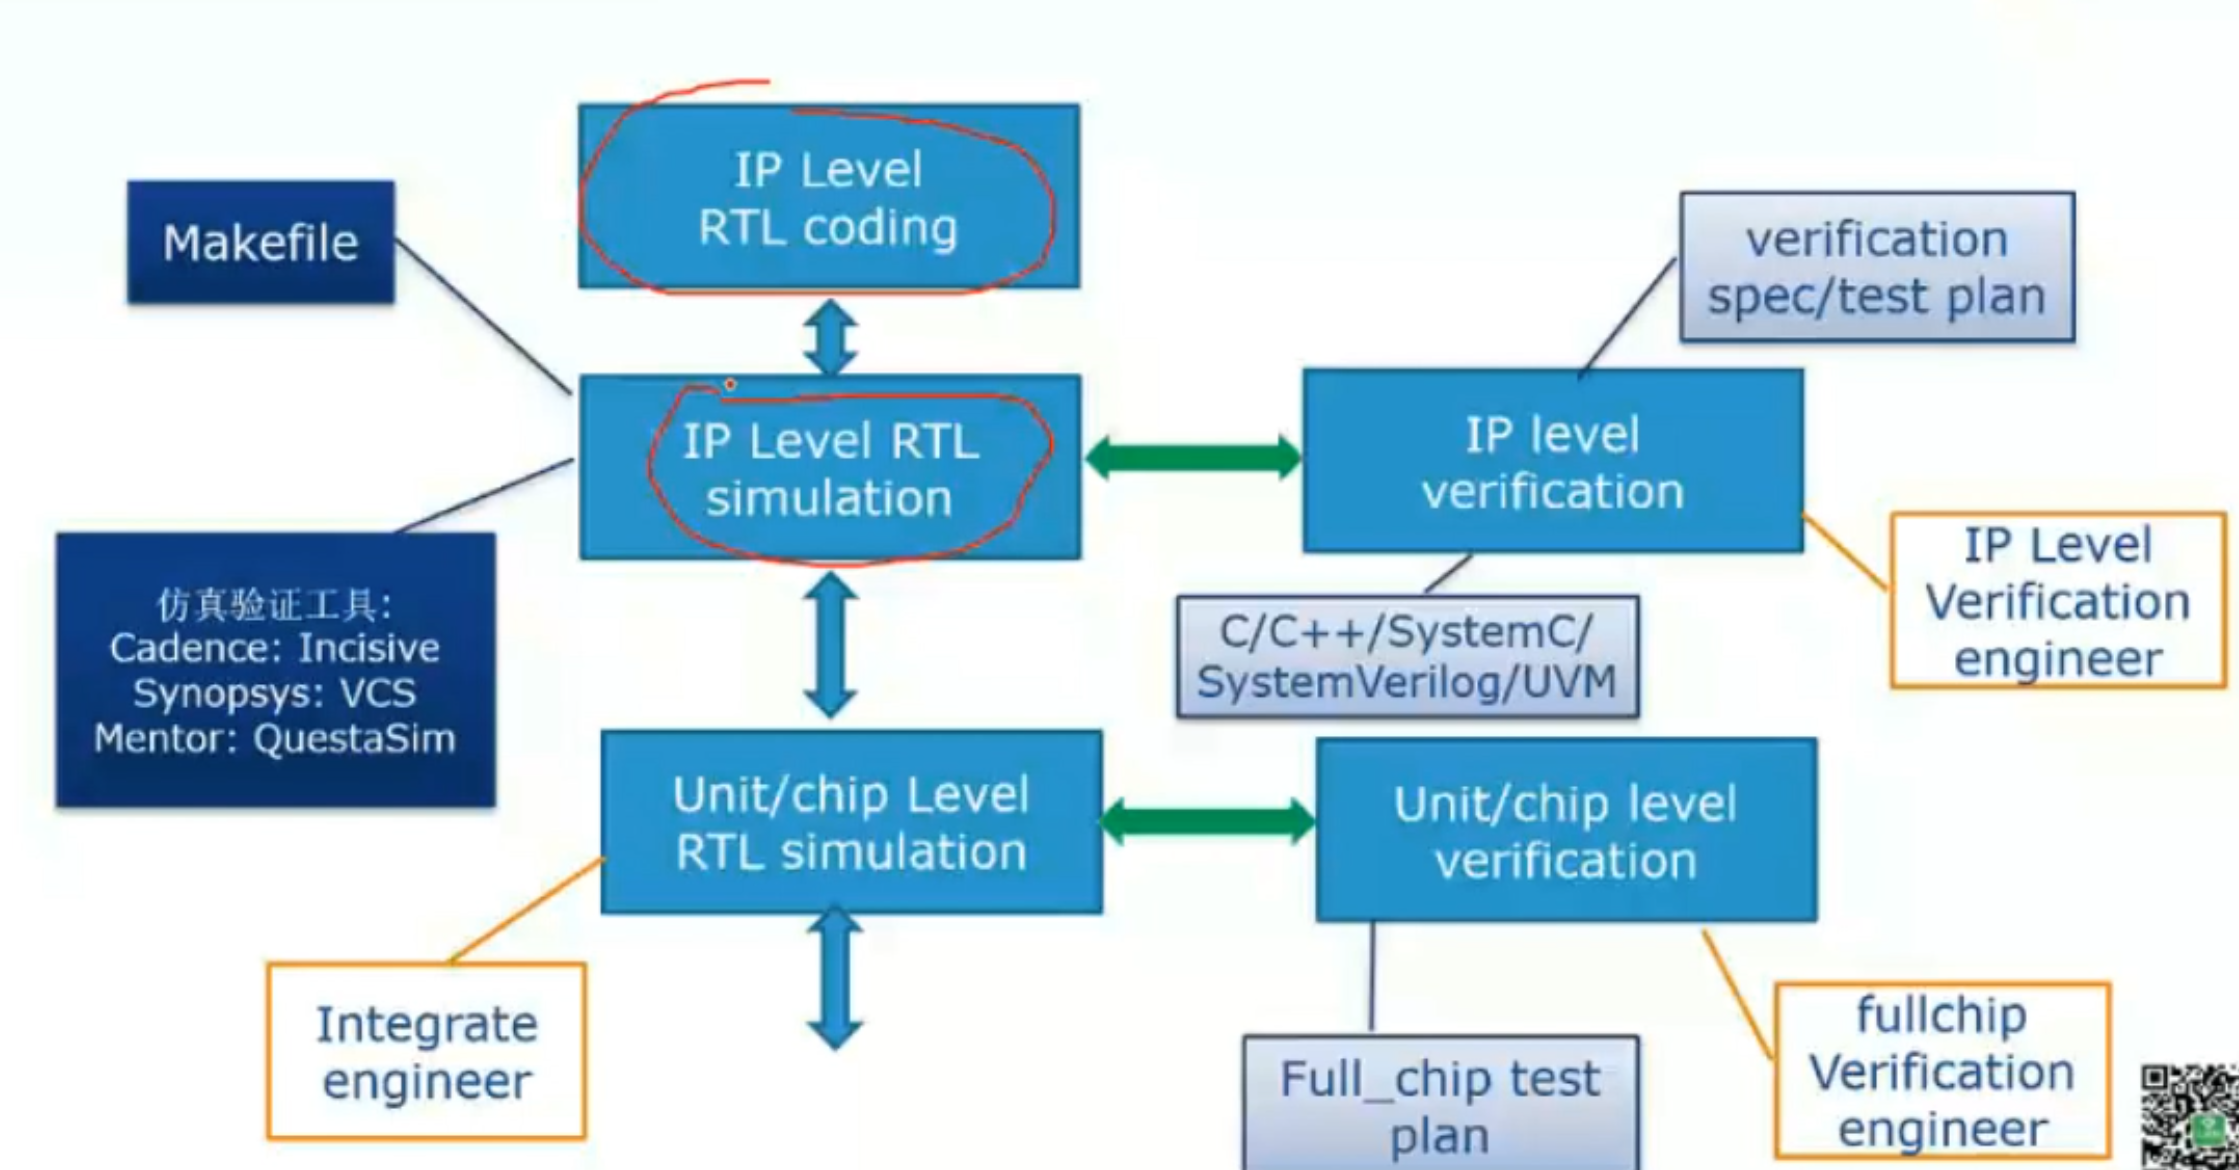 IP Level
RTL coding
Makefile
verification
spec/test plan
IP Level RTL
simulation
IP level
verification
IP Level
Verification
engineer
仿真验证工具:
Cadence: Incisive
Synopsys: VCS
Mentor: QuestaSim
C/C++/SystemC/
SystemVerilog/UVM
Unit/chip Level
RTL simulation
Unit/chip level
verification
Integrate
engineer
Full_chip test
plan
fullchip
Verification
engineer